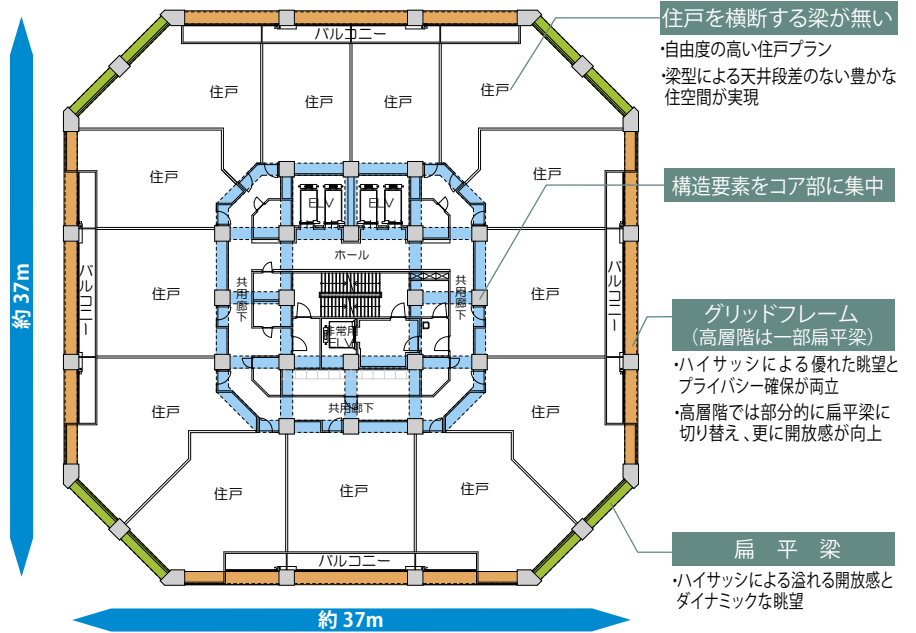 住戸を横断する梁が無い
・自由度の高い住戸プラン
・梁型による天井段差のない豊かな
住空間が実現
構造要素をコア部に集中
グリッドフレーム
(高層階は一部扁平梁)
・ハイサッシによる優れた眺望と
プライバシー確保が両立
・高層階では部分的に扁平梁に
切り替え、更に開放感が向上
扁平梁
・ハイサッシによる溢れる開放感と
ダイナミックな眺望
バルコニー
住戸
住戸
住戸
住戸
住戸
住戸
ELV
ELV
ホール
バルコニー
住戸
共用廊下
共用廊下
住戸
バルコニー
非常用
ELV
住戸
共用廊下
住戸
住戸
住戸
住戸
バルコニー
約37m
約37m